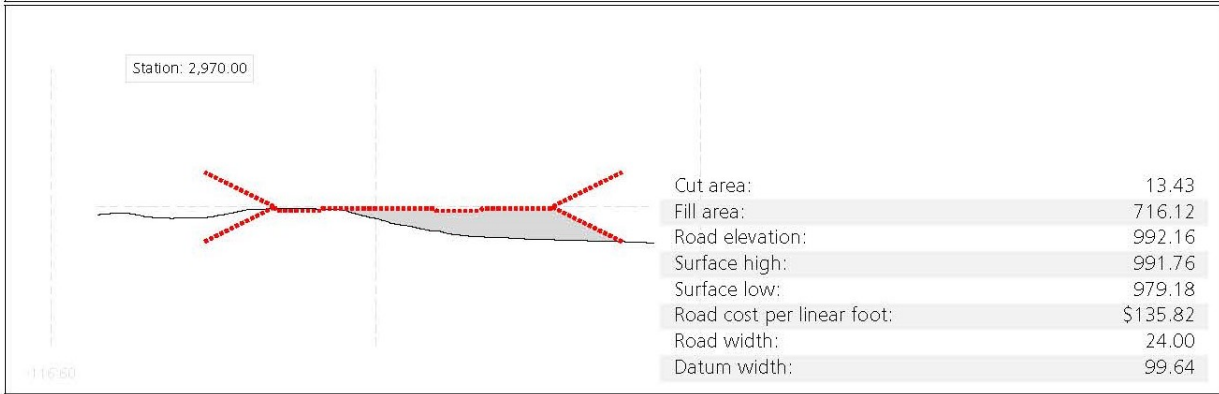 Station: 2,970.00
Cut area: 13.43
Fill area: 716.12
Road elevation: 992.16
Surface high: 991.76
Surface low: 979.18
Road cost per linear foot: $135.82
Road width: 24.00
Datum width: 99.64